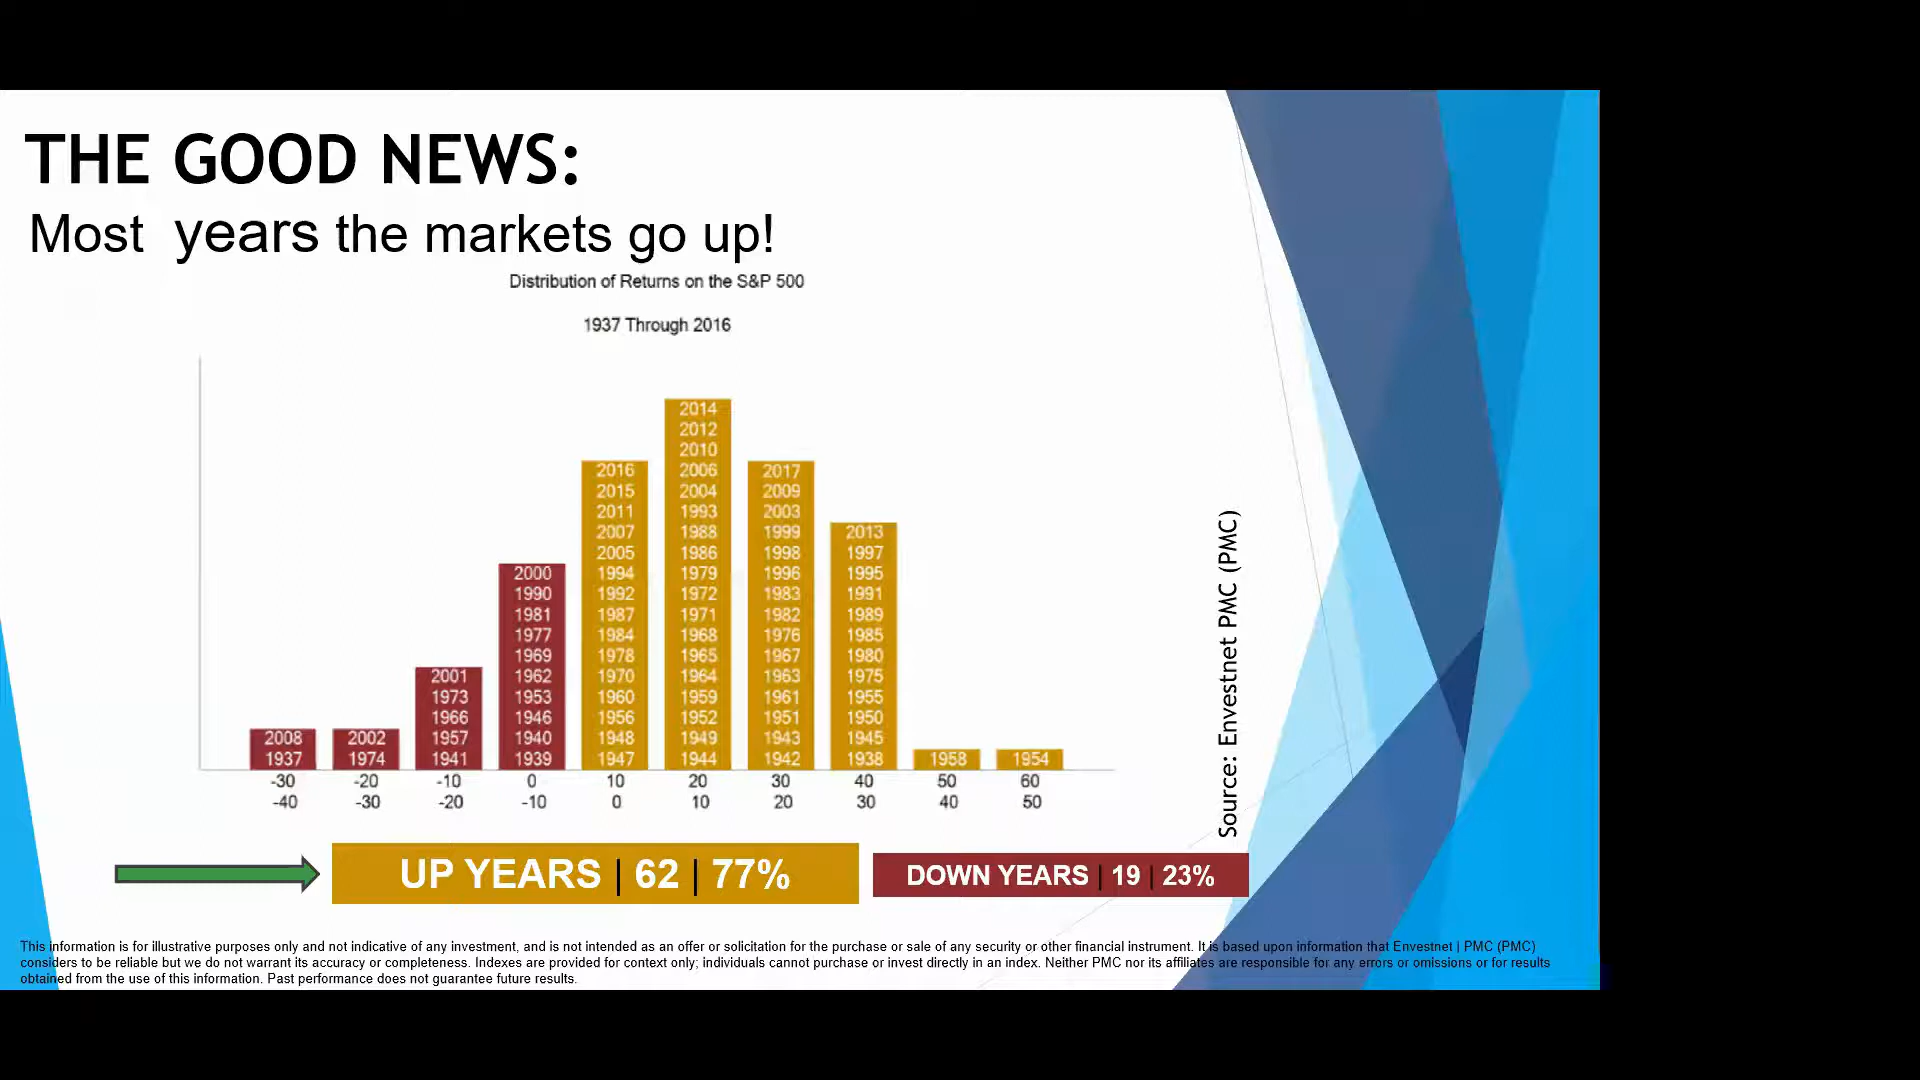 THE GOOD NEWS:
Most years the markets go up!
Distribution of Returns on the S&P 500
1937 Through 2016
2014
2012
2010
2016 2006 2017
2015 2004 2009
2011 1993 2003
2007 1988 1999 2013
2005 1986 1998 1997
2000 1994 1979 1996 1995
1990 1992 1972 1983 1991
1981 1987 1971 1982 1989
1977 1984 1968 1976 1985
1969 1978 1965 1967 1980
2001 1962 1970 1964 1963 1975
1973 1953 1960 1959 1961 1955
1966 1946 1956 1952 1951 1950
2008 2002 1957 1940 1948 1949 1943 1945
1937 1974 1941 1939 1947 1944 1942 1938 1958 1954
-30 -20 -10 0 10 20 30 40 50 60
-40 -30 -20 -10 0 10 20 30 40 50
Source: Envestnet PMC (PMC)
UP YEARS | 62 | 77%
DOWN YEARS | 19 | 23%
This information is for illustrative purposes only and not indicative of any investment, and is not intended as an offer or solicitation for the purchase or sale of any security or other financial instrument. It is based upon information that Envestnet | PMC (PMC)
considers to be reliable but we do not warrant its accuracy or completeness. Indexes are provided for context only; individuals cannot purchase or invest directly in an index. Neither PMC nor its affiliates are responsible for any errors or omissions or for results
obtained from the use of this information. Past performance does not guarantee future results.